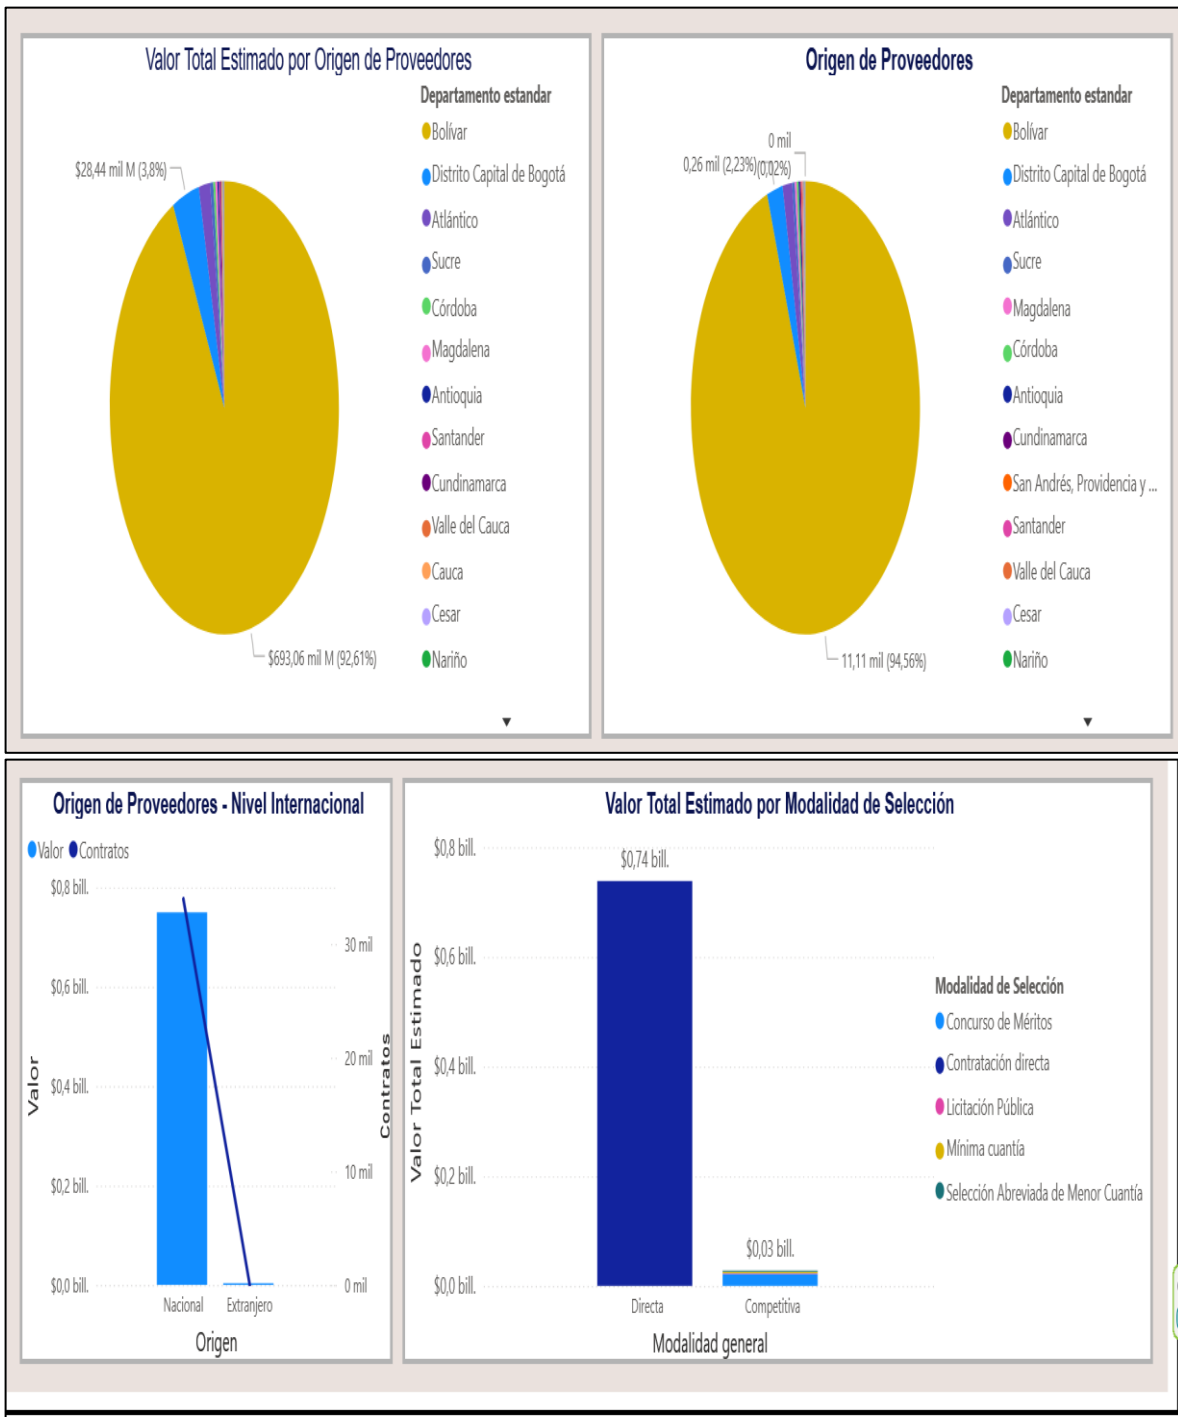 Valor Total Estimado por Origen de Proveedores
Departamento estandar
Bolívar
Distrito Capital de Bogotá
Atlántico
Sucre
Córdoba
Magdalena
Antioquia
Santander
Cundinamarca
Valle del Cauca
Cauca
Cesar
Nariño
$28,44 mil M (3,8%)
$693,06 mil M (92,61%)
Origen de Proveedores
Departamento estandar
Bolívar
Distrito Capital de Bogotá
Atlántico
Sucre
Magdalena
Córdoba
Antioquia
Cundinamarca
San Andrés, Providencia y ...
Santander
Valle del Cauca
Cesar
Nariño
0 mil
(0,02%)
0,26 mil (2,23%)
11,11 mil (94,56%)
Origen de Proveedores - Nivel Internacional
Valor Contratos
$0,8 bill.
$0,6 bill.
$0,4 bill.
$0,2 bill.
$0,0 bill.
Valor
30 mil
20 mil
10 mil
0 mil
Contratos
Nacional Extranjero
Origen
Valor Total Estimado por Modalidad de Selección
$0,8 bill.
$0,6 bill.
$0,4 bill.
$0,2 bill.
$0,0 bill.
Valor Total Estimado
$0,74 bill.
$0,03 bill.
Directa Competitiva
Modalidad general
Modalidad de Selección
Concurso de Méritos
Contratación directa
Licitación Pública
Mínima cuantía
Selección Abreviada de Menor Cuantía